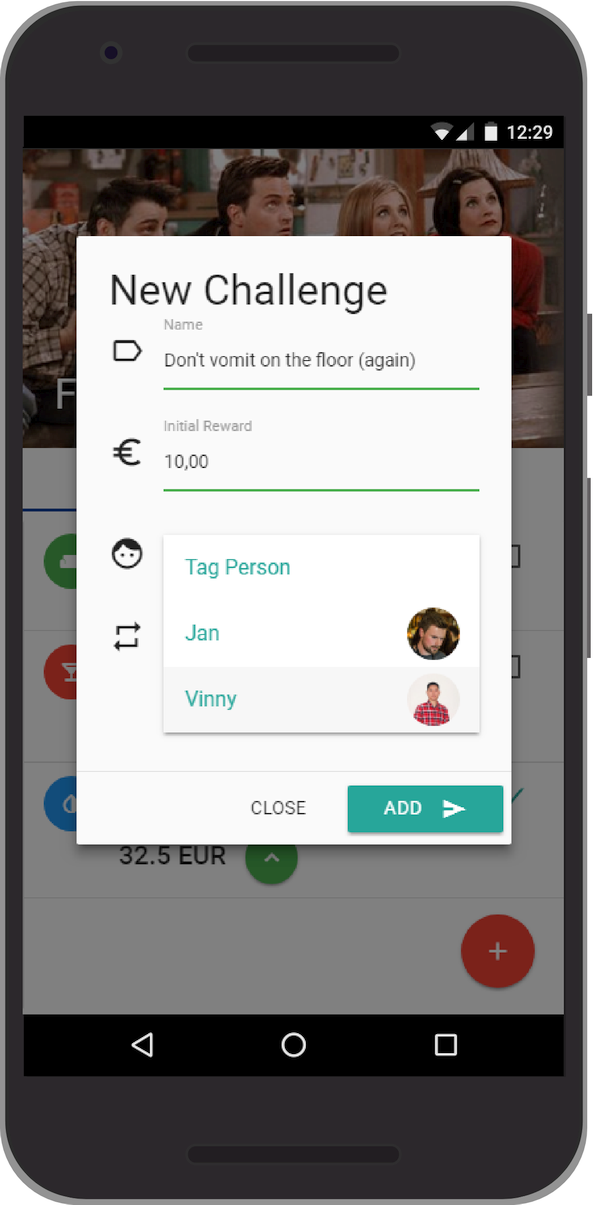 12:29
New Challenge
Name
Don't vomit on the floor (again)
F
Initial Reward
10,00
Tag Person
Jan
Vinny
CLOSE
ADD
32.5 EUR